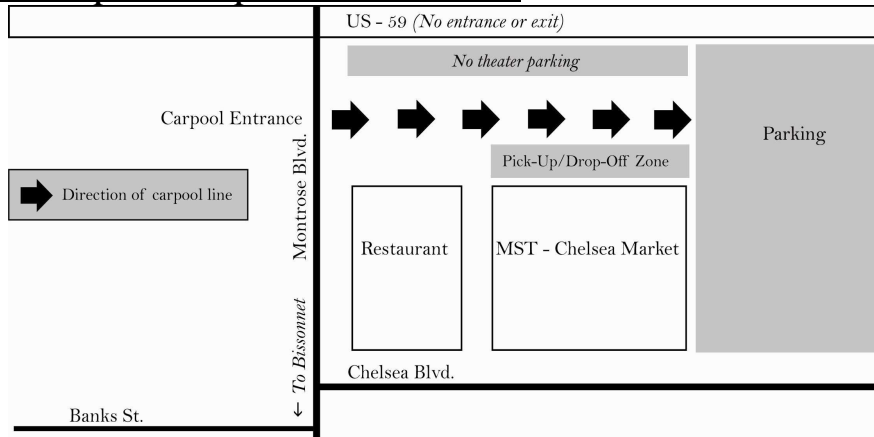 US - 59 (No entrance or exit)
No theater parking
Carpool Entrance
Parking
Montrose Blvd.
Pick-Up/Drop-Off Zone
Direction of carpool line
Restaurant
MST - Chelsea Market
← To Bissonnet
Chelsea Blvd.
Banks St.